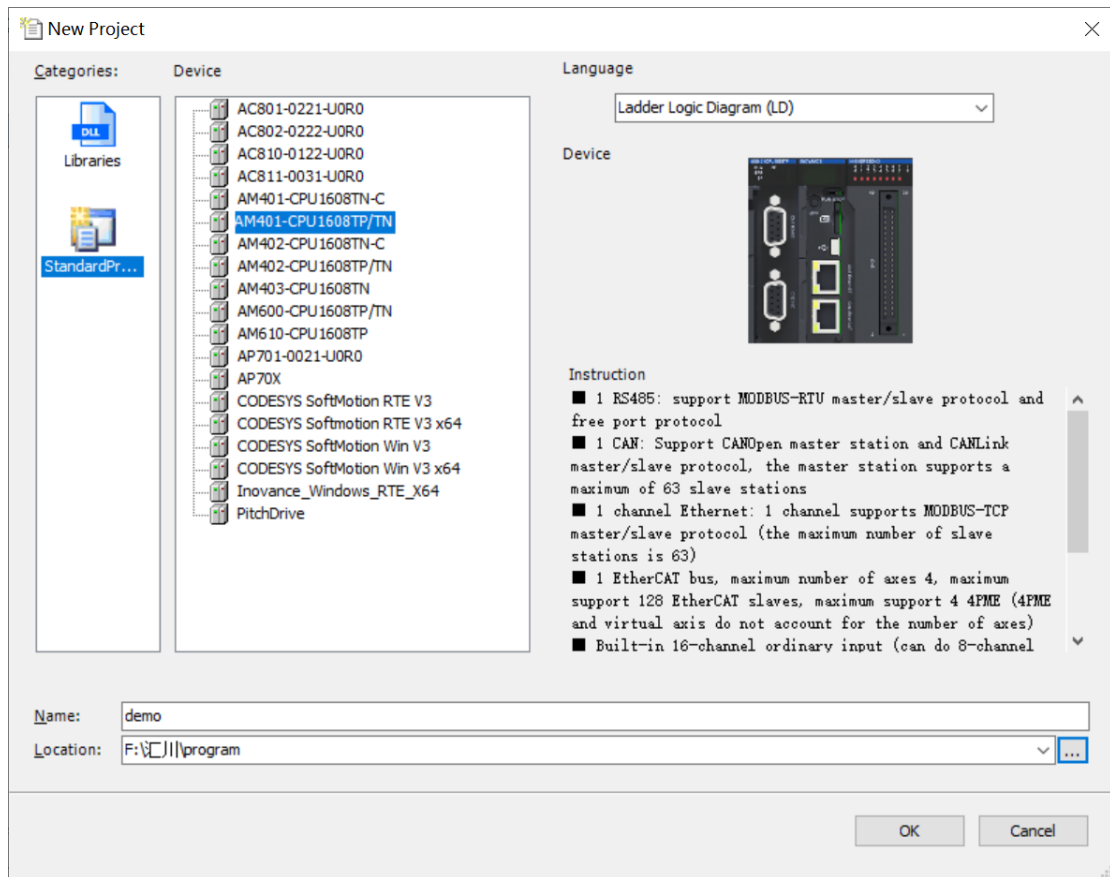 New Project
Categories:
Device
Language
Libraries
StandardPr...
AC801-0221-U0R0
AC802-0222-U0R0
AC810-0122-U0R0
AC811-0031-U0R0
AM401-CPU1608TN-C
AM401-CPU1608TP/TN
AM402-CPU1608TN-C
AM402-CPU1608TP/TN
AM403-CPU1608TN
AM600-CPU1608TP/TN
AM610-CPU1608TP
AP701-0021-U0R0
AP70X
CODESYS SoftMotion RTE V3
CODESYS Softmotion RTE V3 x64
CODESYS SoftMotion Win V3
CODESYS SoftMotion Win V3 x64
Inovance_Windows_RTE_X64
PitchDrive
Ladder Logic Diagram (LD)
Device
Instruction
■ 1 RS485: support MODBUS-RTU master/slave protocol and
free port protocol
■ 1 CAN: Support CANOpen master station and CANLink
master/slave protocol, the master station supports a
maximum of 63 slave stations
■ 1 channel Ethernet: 1 channel supports MODBUS-TCP
master/slave protocol (the maximum number of slave
stations is 63)
■ 1 EtherCAT bus, maximum number of axes 4, maximum
support 128 EtherCAT slaves, maximum support 4 4PME (4PME
and virtual axis do not account for the number of axes)
■ Built-in 16-channel ordinary input (can do 8-channel
Name:
demo
Location:
F:\汇川\program
...
OK
Cancel